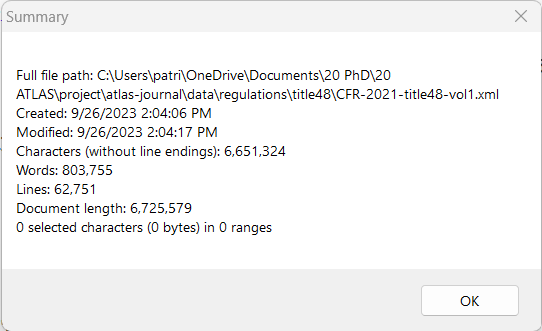 Summary
Full file path: C:\Users\patri\OneDrive\Documents\20 PhD\20
ATLAS\project\atlas-journal\data\regulations\title48\CFR-2021-title48-vol1.xml
Created: 9/26/2023 2:04:06 PM
Modified: 9/26/2023 2:04:17 PM
Characters (without line endings): 6,651,324
Words: 803,755
Lines: 62,751
Document length: 6,725,579
0 selected characters (0 bytes) in 0 ranges
OK